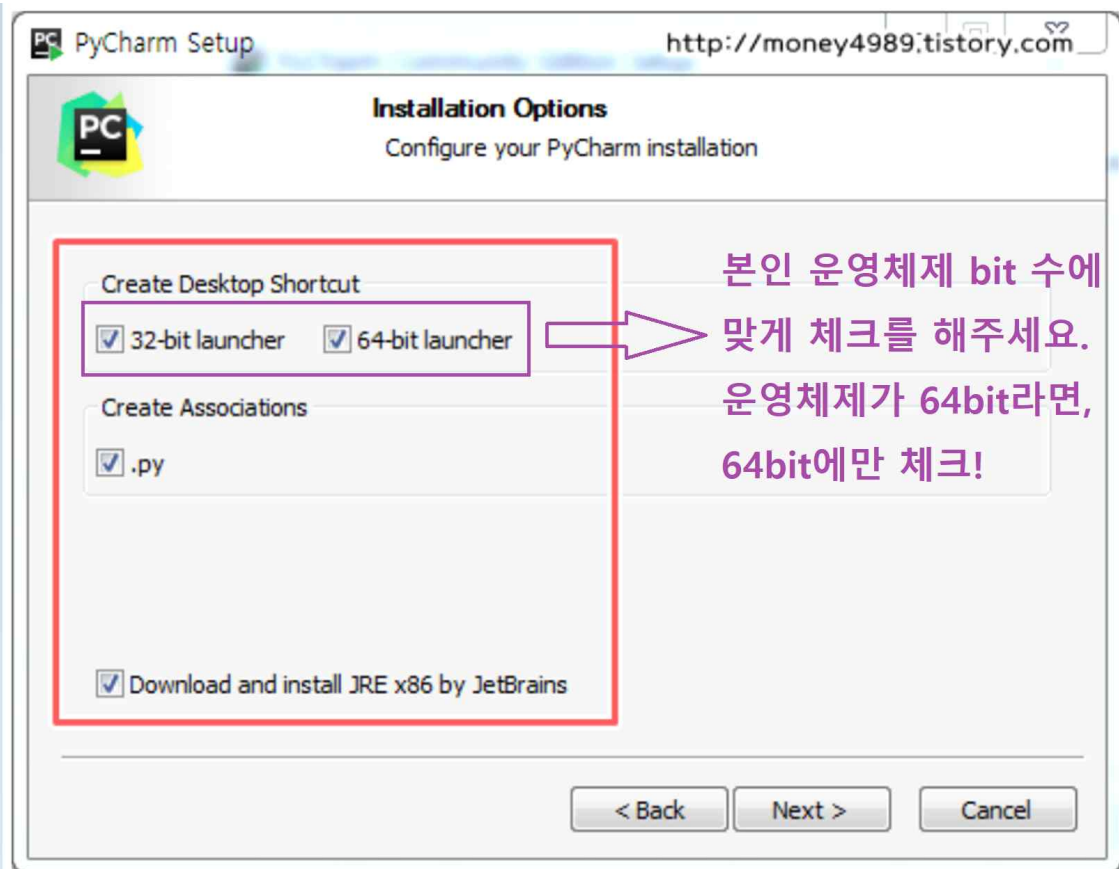 PyCharm Setup
http://money4989.tistory.com
PC
Installation Options
Configure your PyCharm installation
Create Desktop Shortcut
32-bit launcher
64-bit launcher
본인 운영체제 bit 수에
맞게 체크를 해주세요.
운영체제가 64bit라면,
64bit에만 체크!
Create Associations
.py
Download and install JRE x86 by JetBrains
< Back
Next >
Cancel